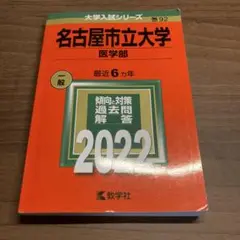 大学入試シリーズ
92
名古屋市立大学
医学部
一般
最近6カ年
傾向と対策
過去問
解答
2022
教学社